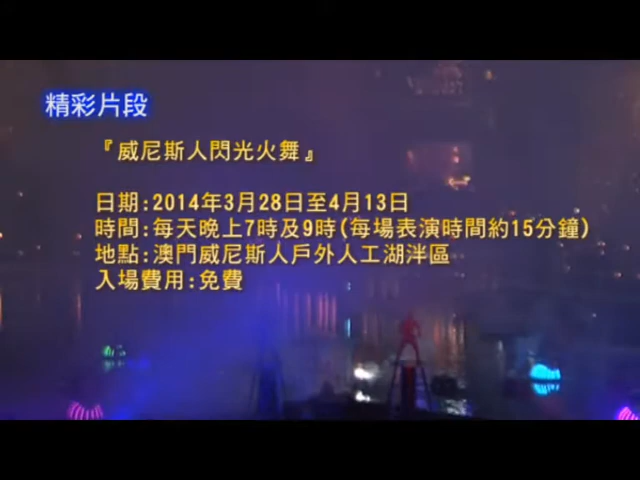 精彩片段
『威尼斯人閃光火舞』
日期:2014年3月28日至4月13日
時間:每天晚上7時及9時(每場表演時間約15分鐘)
地點:澳門威尼斯人戶外人工湖泮區
入場費用:免費